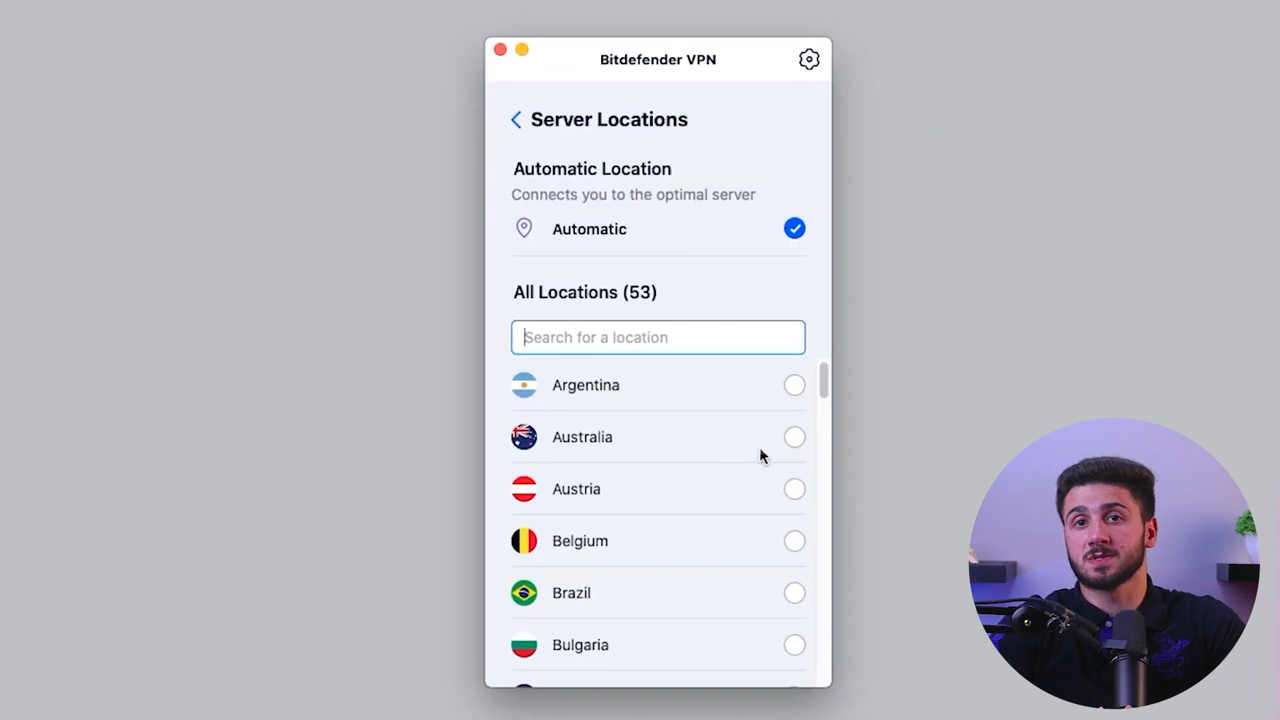 Bitdefender VPN
Server Locations
Automatic Location
Connects you to the optimal server
Automatic
All Locations (53)
Search for a location
Argentina
Australia
Austria
Belgium
Brazil
Bulgaria